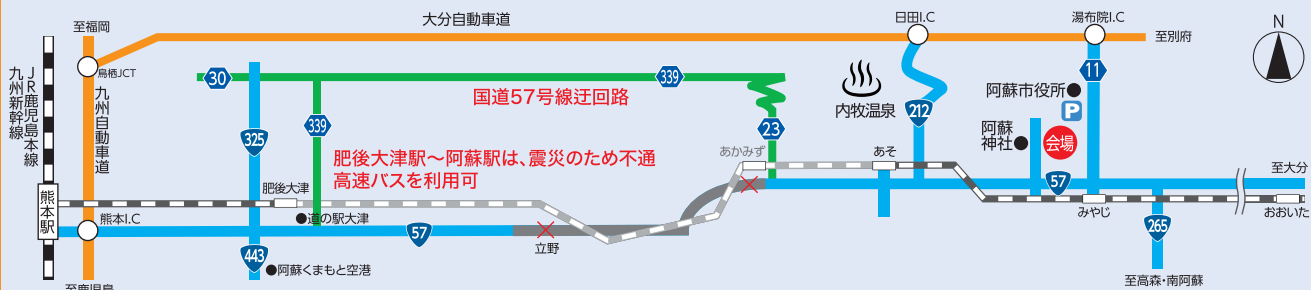 至福岡
大分自動車道
日田I.C
湯布院I.C
至別府
N
鳥栖JCT
JR鹿児島本線
九州新幹線
九州自動車道
30
339
国道57号線迂回路
325
339
23
内牧温泉
212
11
阿蘇市役所
P
阿蘇
神社
会場
肥後大津駅～阿蘇駅は、震災のため不通
高速バスを利用可
あかみず
あそ
至大分
57
熊本駅
肥後大津
熊本I.C
道の駅大津
57
立野
みやじ
おおいた
265
443
阿蘇くまもと空港
至高森・南阿蘇
至鹿児島